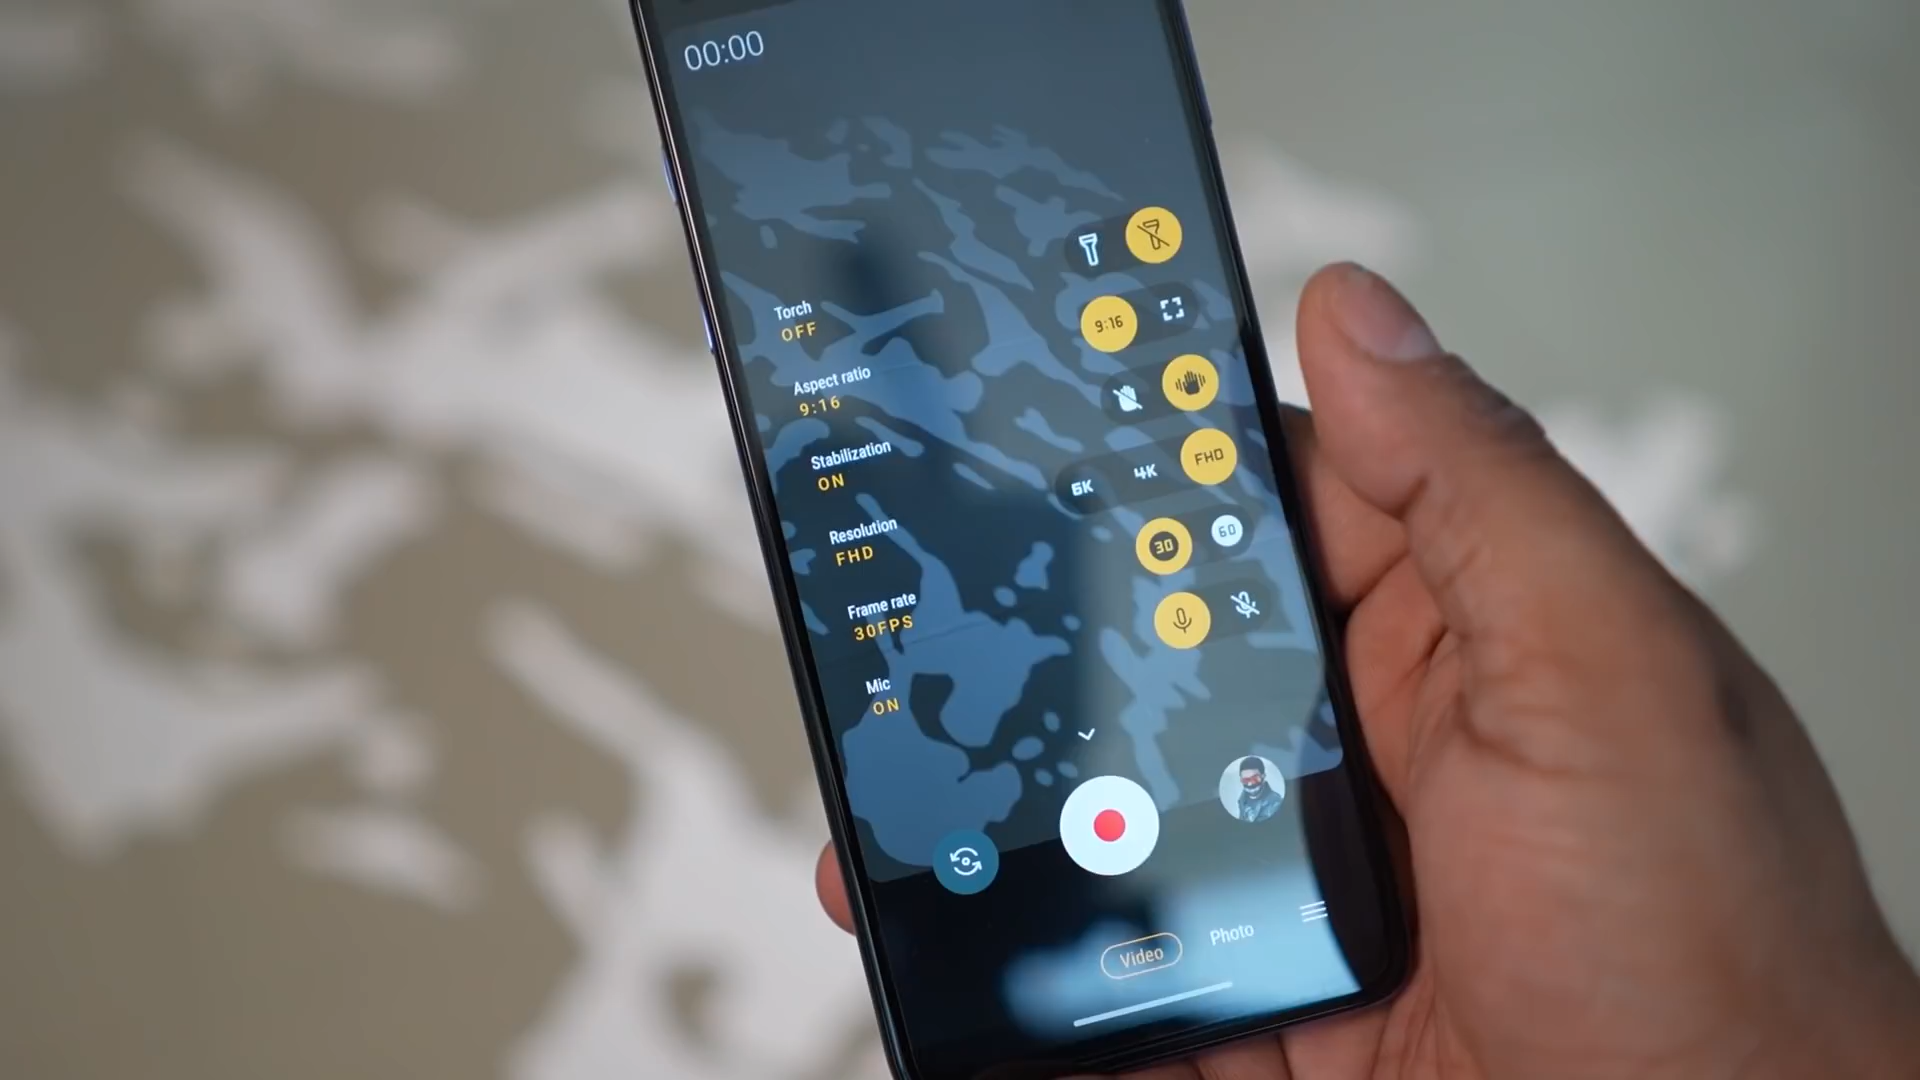 00:00
Torch
OFF
Aspect ratio
9:16
9:16
Stabilization
ON
Resolution
FHD
6K 4K FHD
Frame rate
30FPS
30 60
Mic
ON
Video Photo